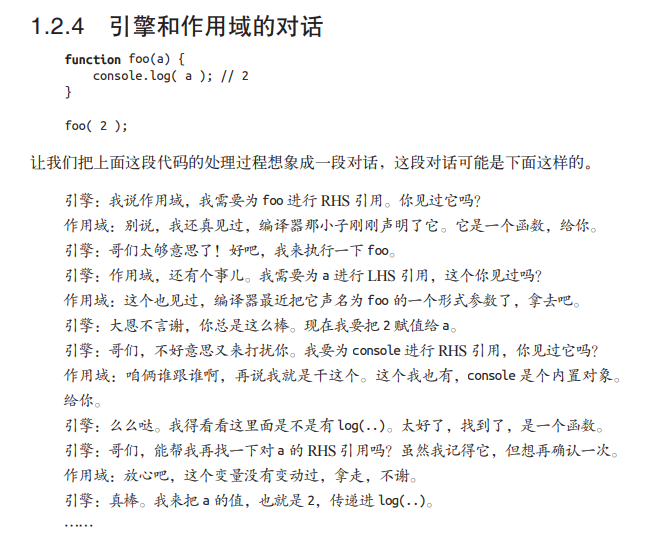 1.2.4 引擎和作用域的对话
function foo(a) {
console.log( a ); // 2
}
foo( 2 );
让我们把上面这段代码的处理过程想象成一段对话，这段对话可能是下面这样的。
引擎：我说作用域，我需要为 foo 进行 RHS 引用。你见过它吗？
作用域：别说，我还真见过，编译器那小子刚刚声明了它。它是一个函数，给你。
引擎：哥们太够意思了！好吧，我来执行一下 foo。
引擎：作用域，还有个事儿。我需要为 a 进行 LHS 引用，这个你见过吗？
作用域：这个也见过，编译器最近把它声名为 foo 的一个形式参数了，拿去吧。
引擎：大恩不言谢，你总是这么棒。现在我要把 2 赋值给 a。
引擎：哥们，不好意思又来打扰你。我要为 console 进行 RHS 引用，你见过它吗？
作用域：咱俩谁跟谁啊，再说我就是干这个。这个我也有，console 是个内置对象。
给你。
引擎：么么哒。我得看看这里面是不是有 log(..)。太好了，找到了，是一个函数。
引擎：哥们，能帮我再找一下对 a 的 RHS 引用吗？虽然我记得它，但想再确认一次。
作用域：放心吧，这个变量没有变动过，拿走，不谢。
引擎：真棒。我来把 a 的值，也就是 2，传递进 log(..)。
……